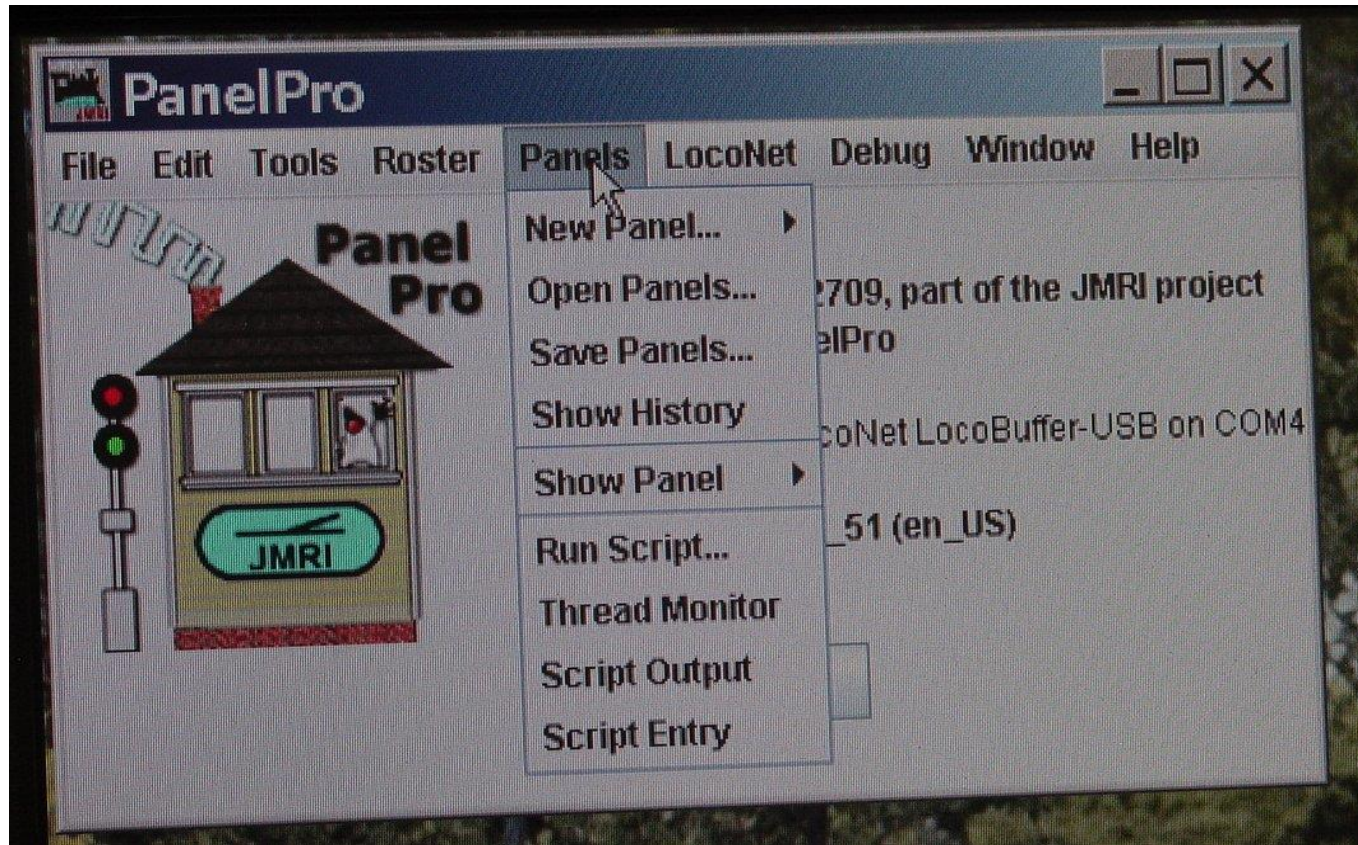 PanelPro
File Edit Tools Roster Panels LocoNet Debug Window Help
Panel
Pro
JMRI
New Panel...
Open Panels...
Save Panels...
Show History
Show Panel
Run Script...
Thread Monitor
Script Output
Script Entry
709, part of the JMRI project
elPro
coNet LocoBuffer-USB on COM4
_51 (en_US)